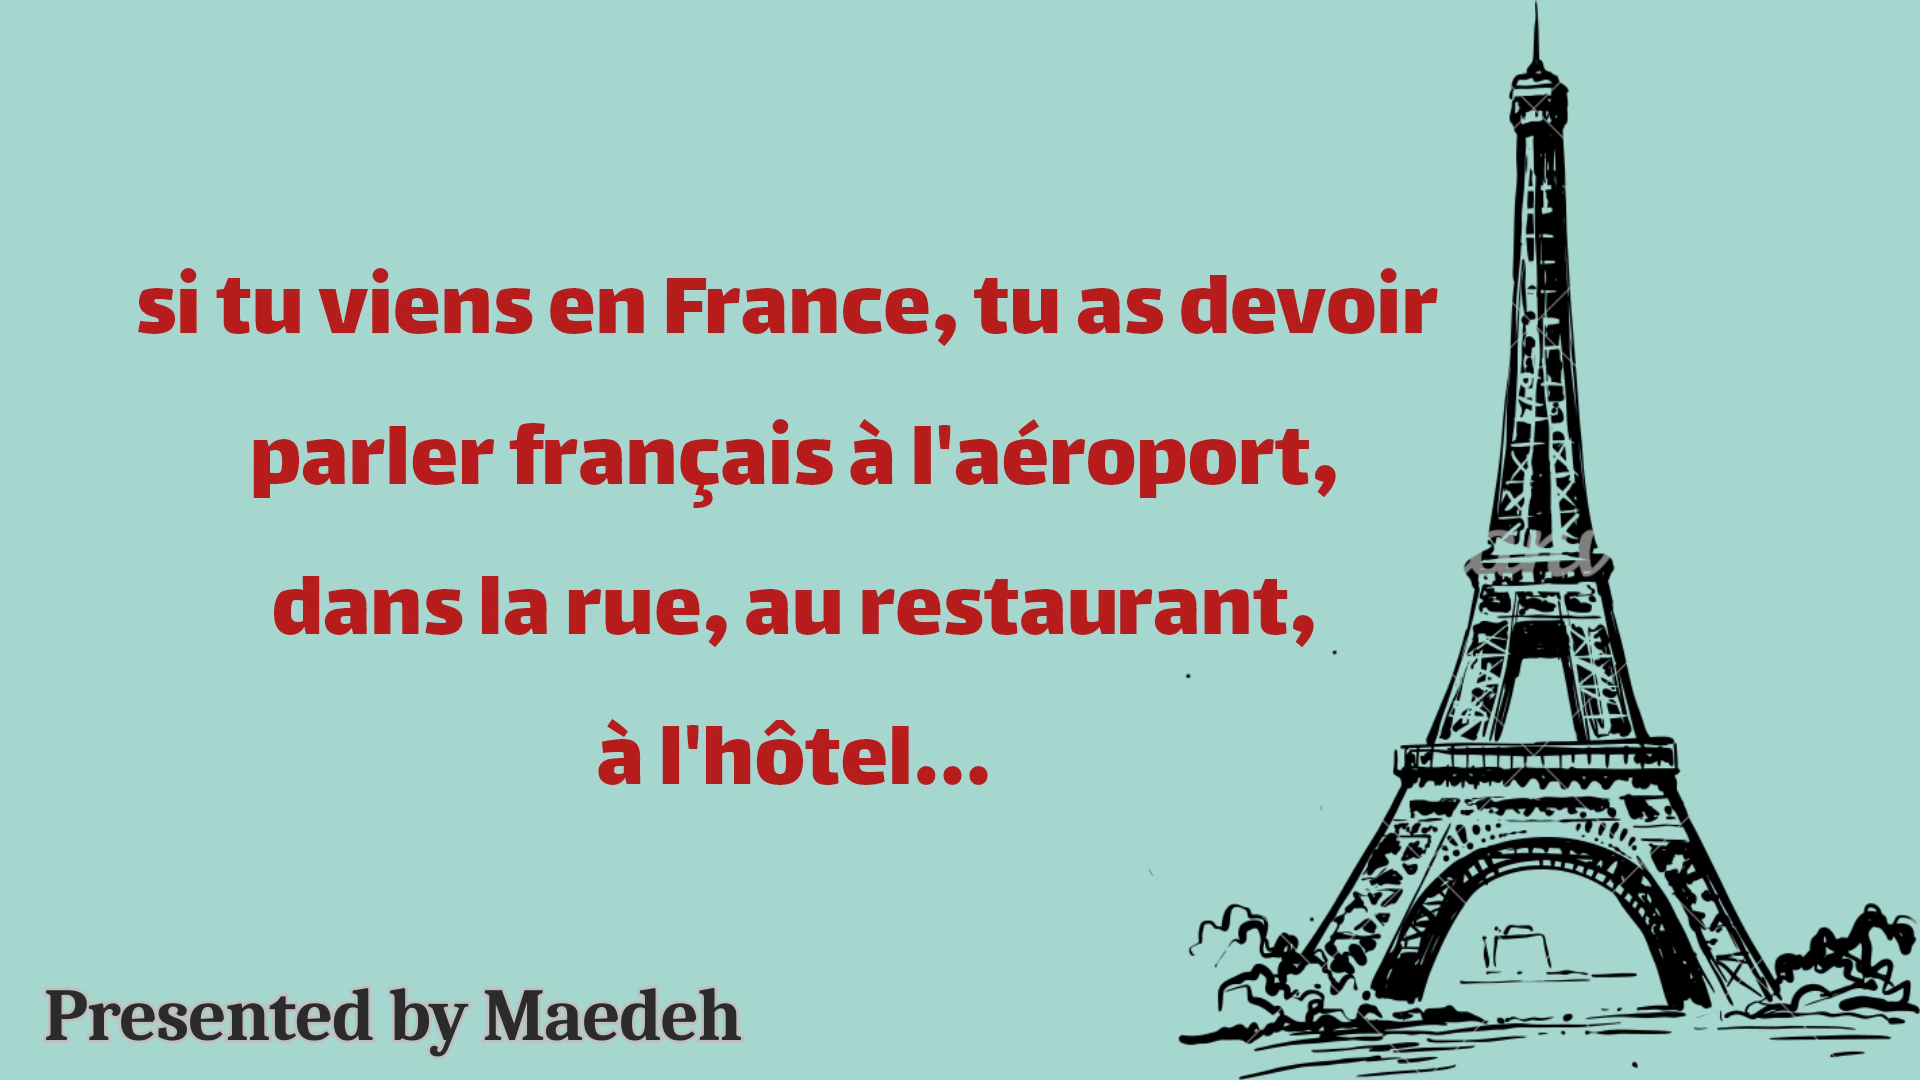 si tu viens en France, tu as devoir
parler français à l'aéroport,
dans la rue, au restaurant,
à l'hôtel...
Presented by Maedeh